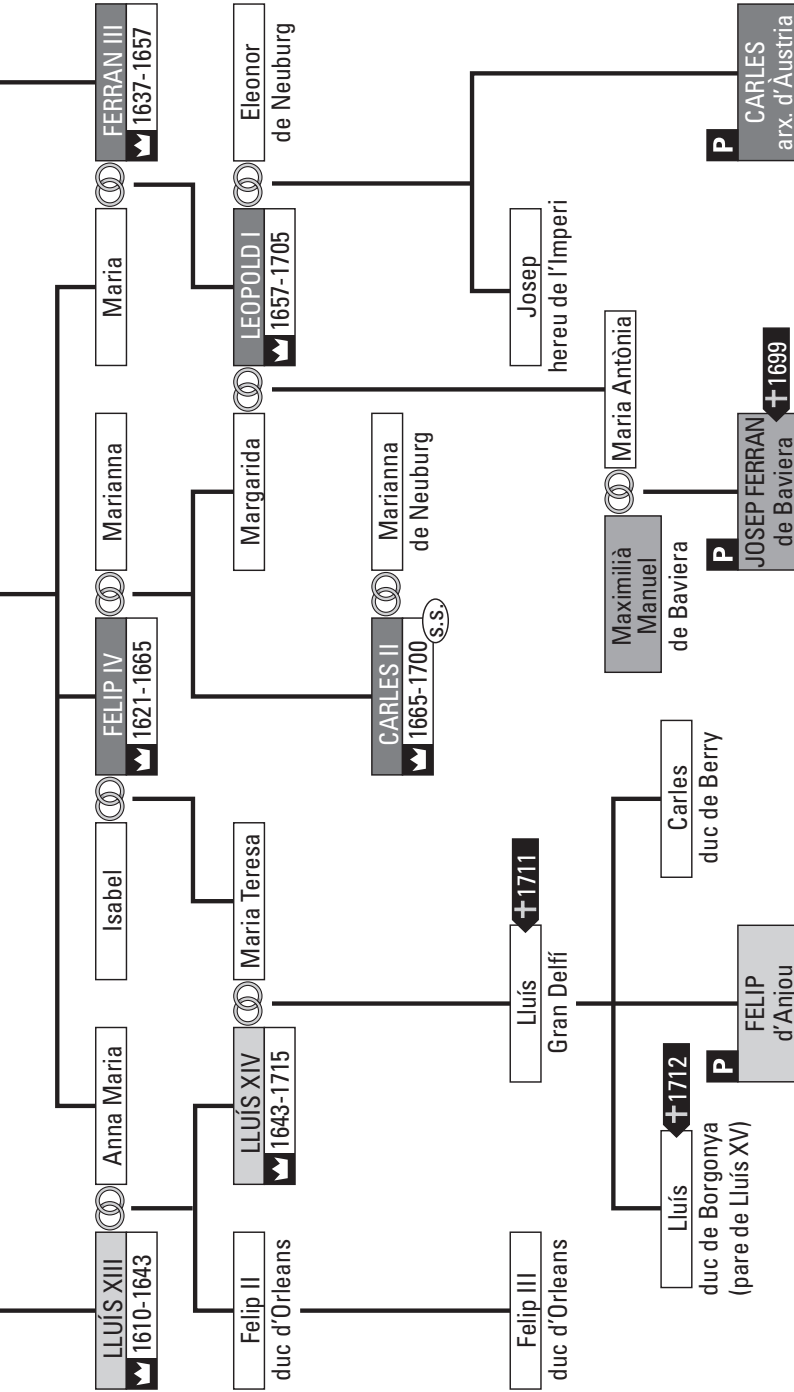 LLUÍS XIII
1610-1643
Anna Maria
Isabel
FELIP IV
1621-1665
Marianna
Maria
FERRAN III
1637-1657
Felip II
duc d'Orleans
LLUÍS XIV
1643-1715
Maria Teresa
Margarida
LEOPOLD I
1657-1705
Eleonor
de Neuburg
CARLES II
1665-1700
s.s.
Marianna
de Neuburg
Felip III
duc d'Orleans
Lluís
Gran Delfí
1711
Josep
hereu de l'Imperi
Lluís
duc de Borgonya
(pare de Lluís XV)
1712
Carles
duc de Berry
Maximilià
Manuel
de Baviera
Maria Antònia
P
FELIP
d'Anjou
P
JOSEP FERRAN
de Baviera
1699
P
CARLES
arx. d'Àustria